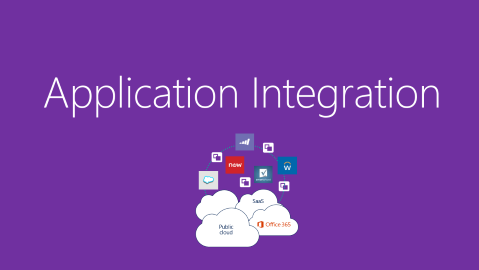 Application Integration
new
w
SaaS
Public
cloud
Office 365